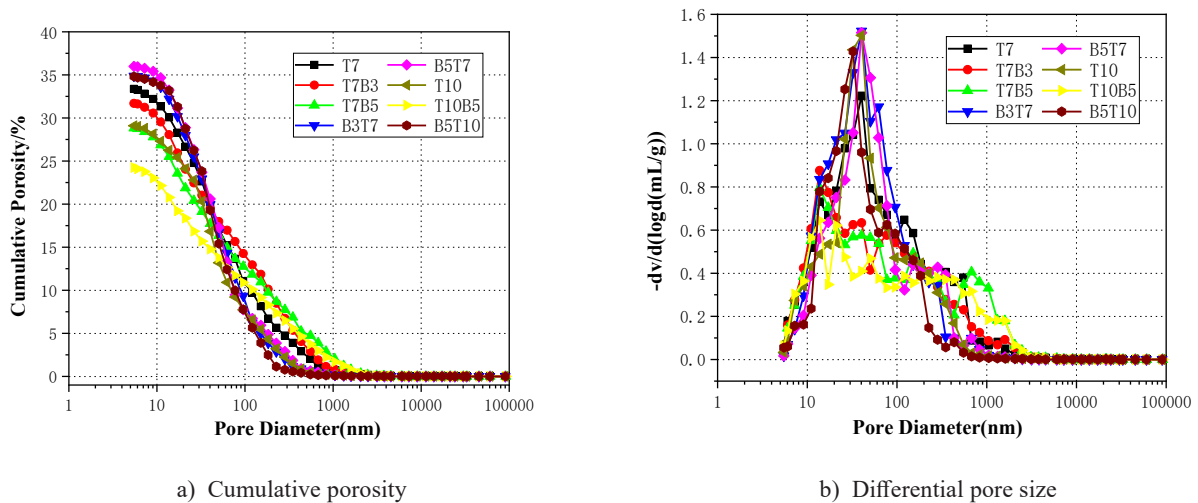 40
35
30
25
20
15
10
5
0
Cumulative Porosity/%
T7 B5T7
T7B3 T10
T7B5 T10B5
B3T7 B5T10
1 10 100 1000 10000 100000
Pore Diameter(nm)
a) Cumulative porosity
1.6
1.4
1.2
1.0
0.8
0.6
0.4
0.2
0.0
-dv/d(logd(mL/g))
T7 B5T7
T7B3 T10
T7B5 T10B5
B3T7 B5T10
1 10 100 1000 10000 100000
Pore Diameter(nm)
b) Differential pore size